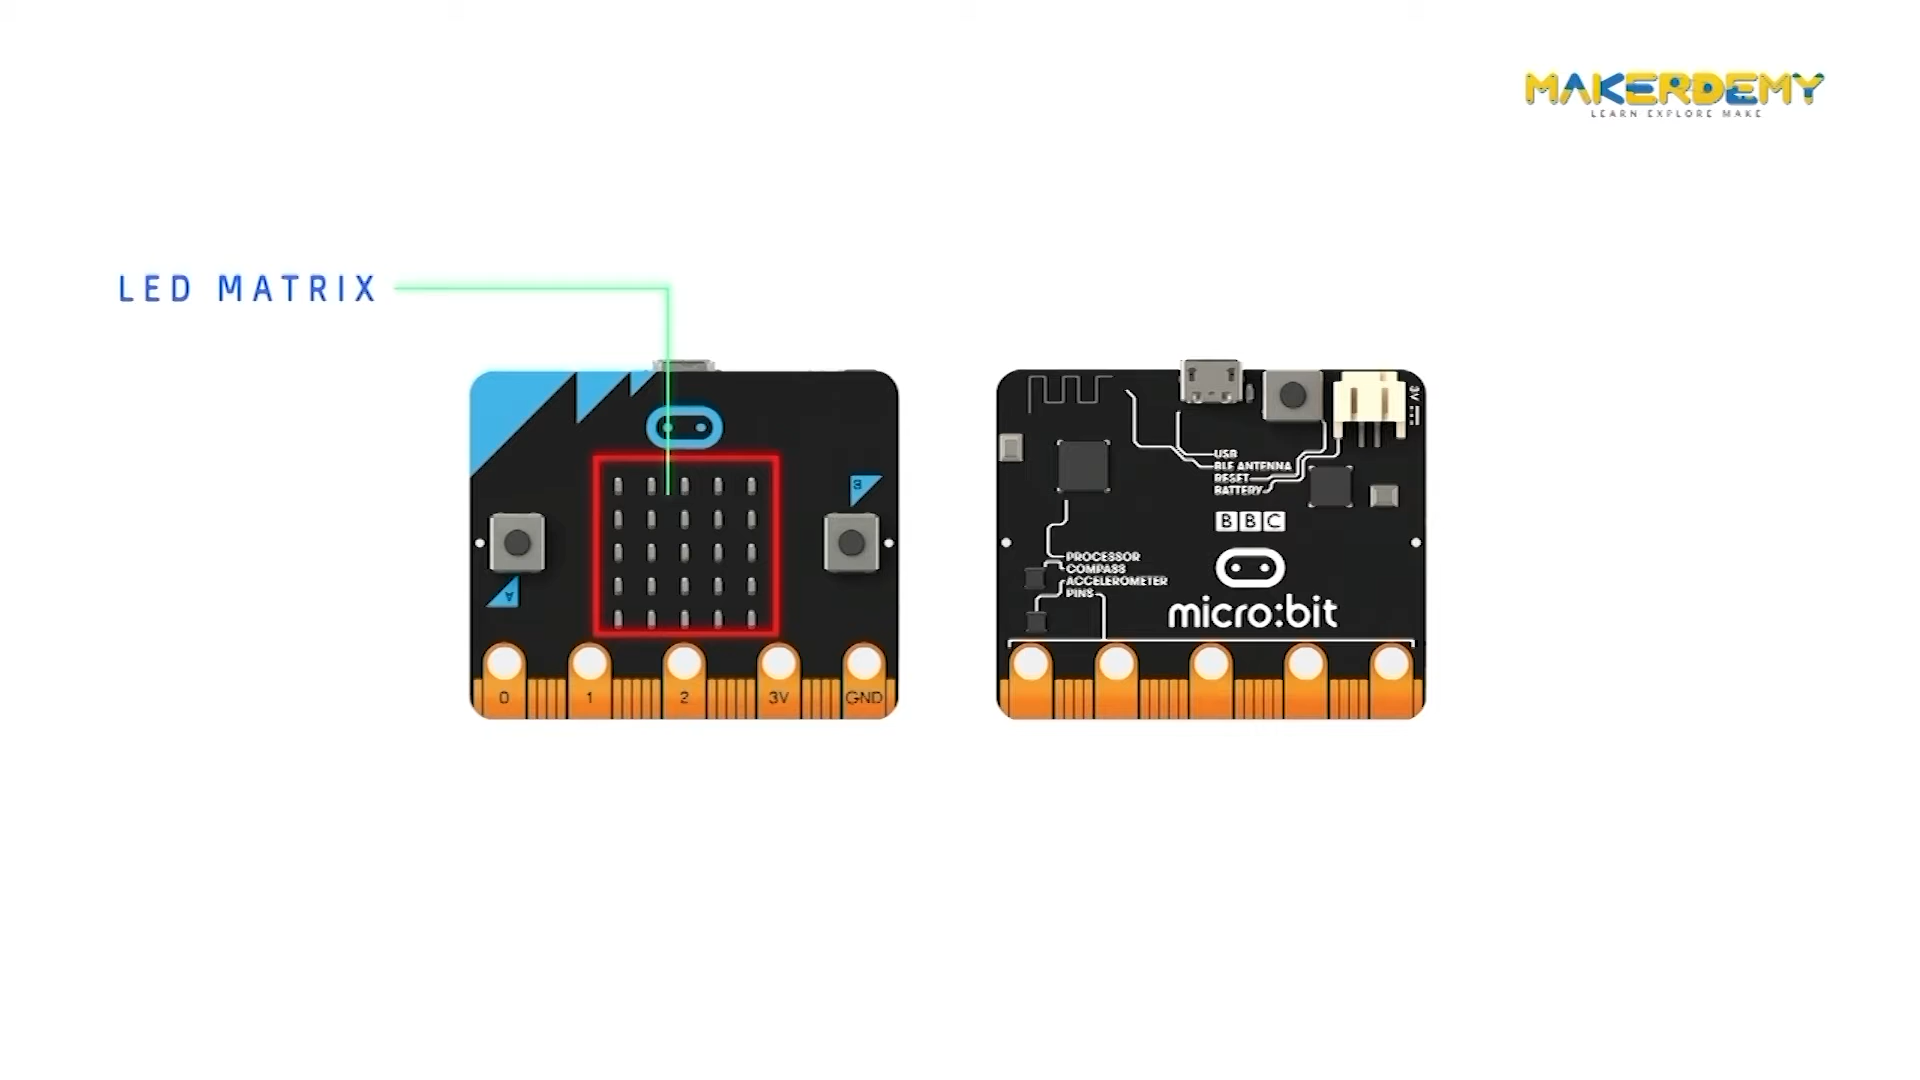 MAKERDEMY
LEARN EXPLORE MAKE
LED MATRIX
B
A
0 1 2 3V GND
3V
USB
BLE ANTENNA
RESET
BATTERY
BBC
PROCESSOR
COMPASS
ACCELEROMETER
PINS
micro:bit